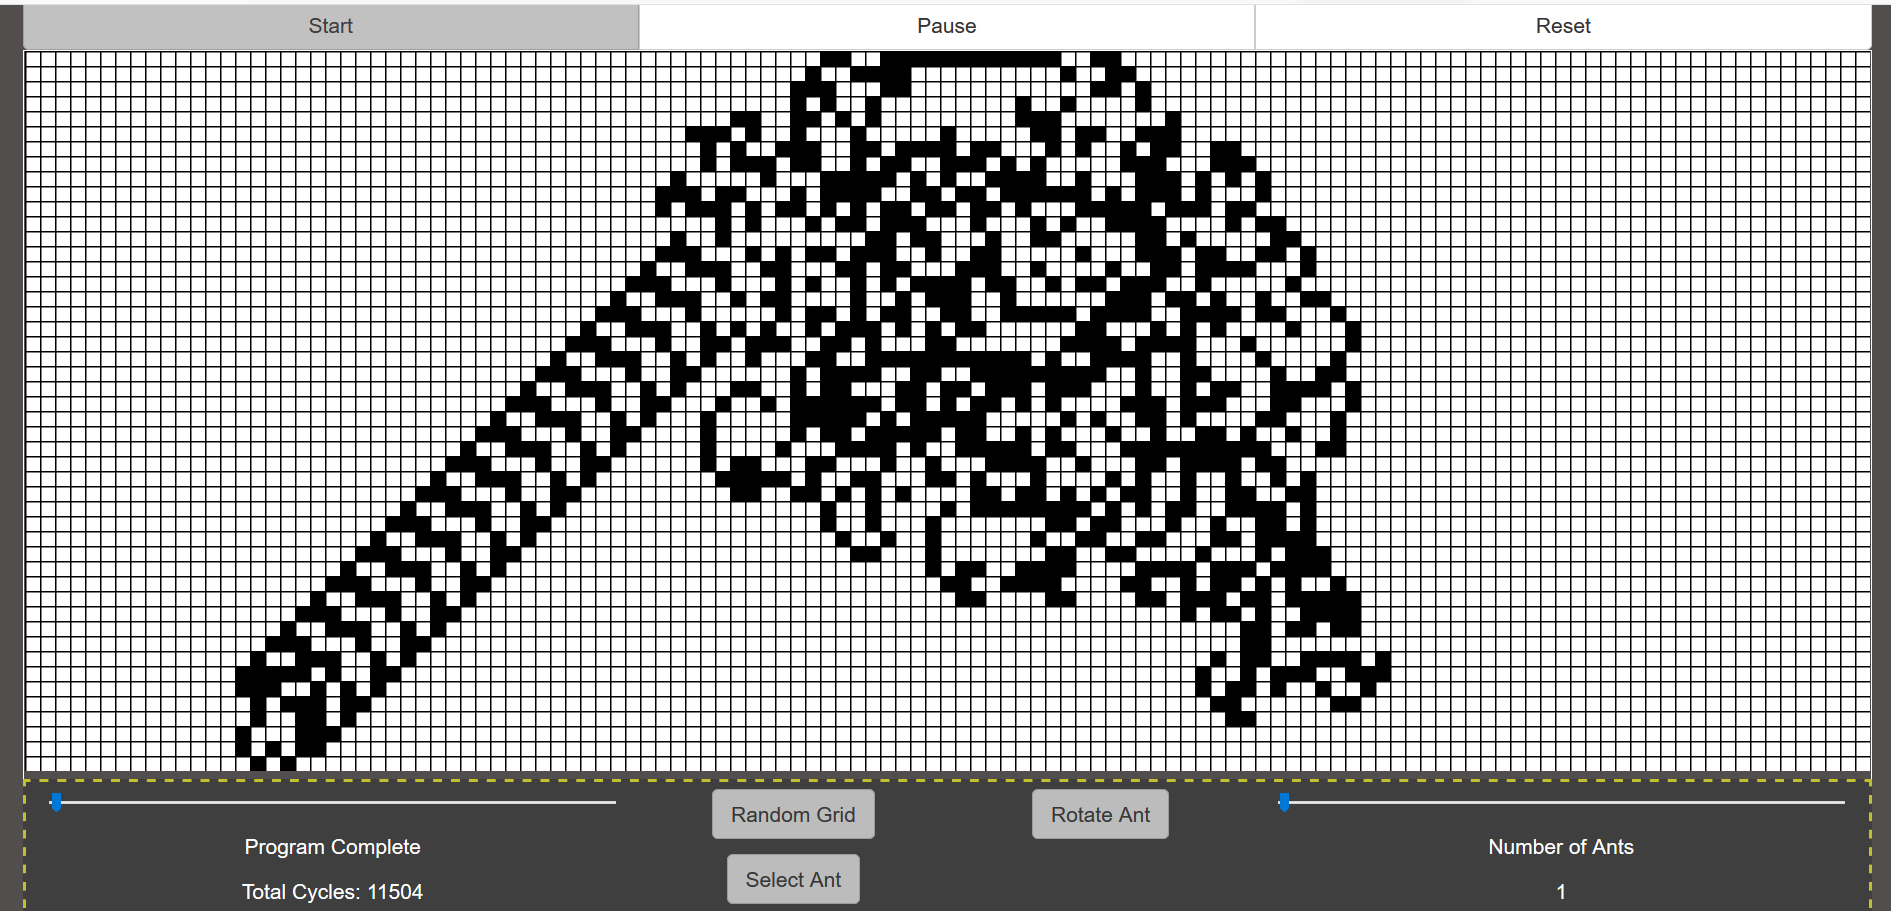 Start Pause Reset
Random Grid Rotate Ant
Program Complete Number of Ants
Select Ant
Total Cycles: 11504 1